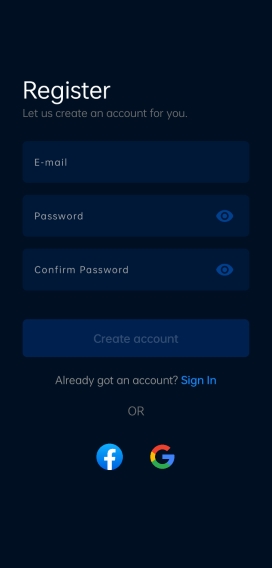 Register
Let us create an account for you.
E-mail
Password
Confirm Password
Create account
Already got an account? Sign In
OR